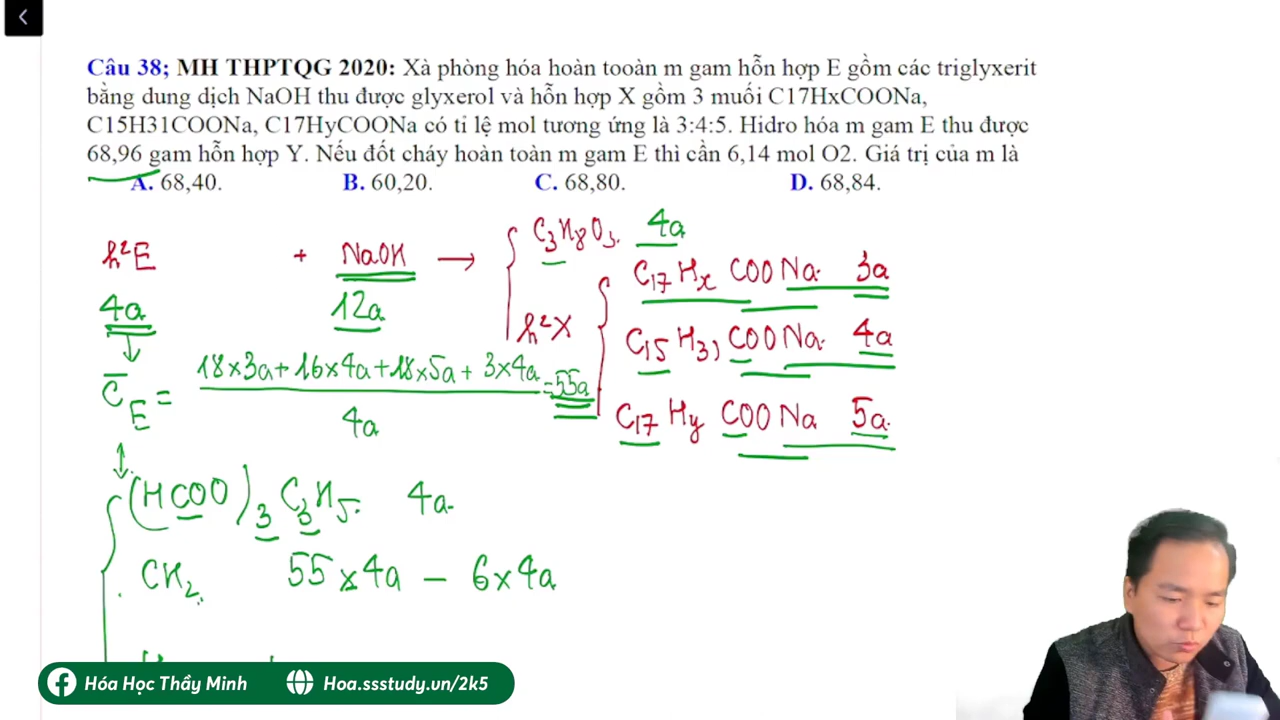 Câu 38; MH THPTQG 2020: Xà phòng hóa hoàn tooàn m gam hỗn hợp E gồm các triglyxerit
bằng dung dịch NaOH thu được glyxerol và hỗn hợp X gồm 3 muối C17HxCOONa,
C15H31COONa, C17HyCOONa có tỉ lệ mol tương ứng là 3:4:5. Hidro hóa m gam E thu được
68,96 gam hỗn hợp Y. Nếu đốt cháy hoàn toàn m gam E thì cần 6,14 mol O2. Giá trị của m là
A. 68,40. B. 60,20. C. 68,80. D. 68,84.
C3H8O3. 4a
h²E + NaOH → C17Hx COONa. 3a
4a 12a h²X C15H31 COONa. 4a
C̄E = 18×3a+16×4a+18×5a+3×4a =55a
4a
C17Hy COONa 5a.
(HCOO)3 C3H5. 4a
CH2. 55×4a − 6×4a
Hóa Học Thầy Minh Hoa.ssstudy.vn/2k5